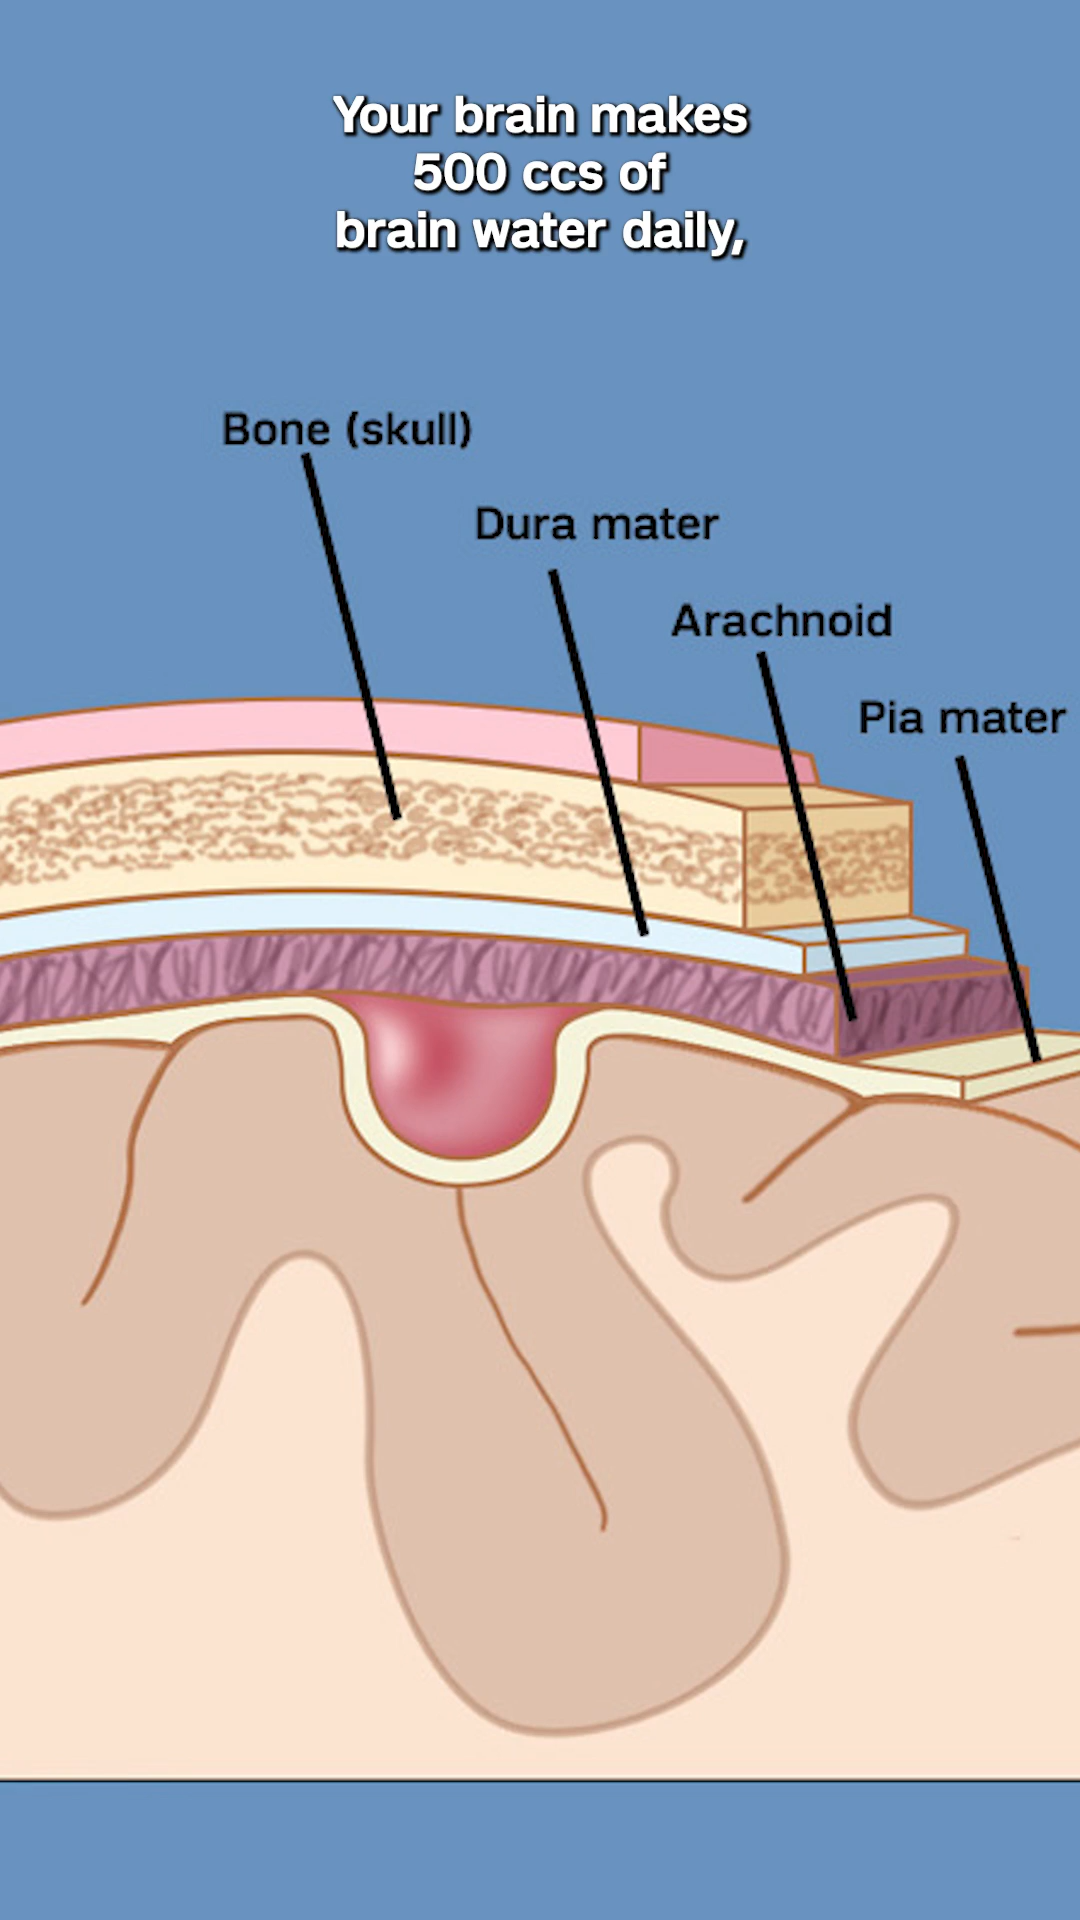 Your brain makes
500 ccs of
brain water daily,
Bone (skull)
Dura mater
Arachnoid
Pia mater